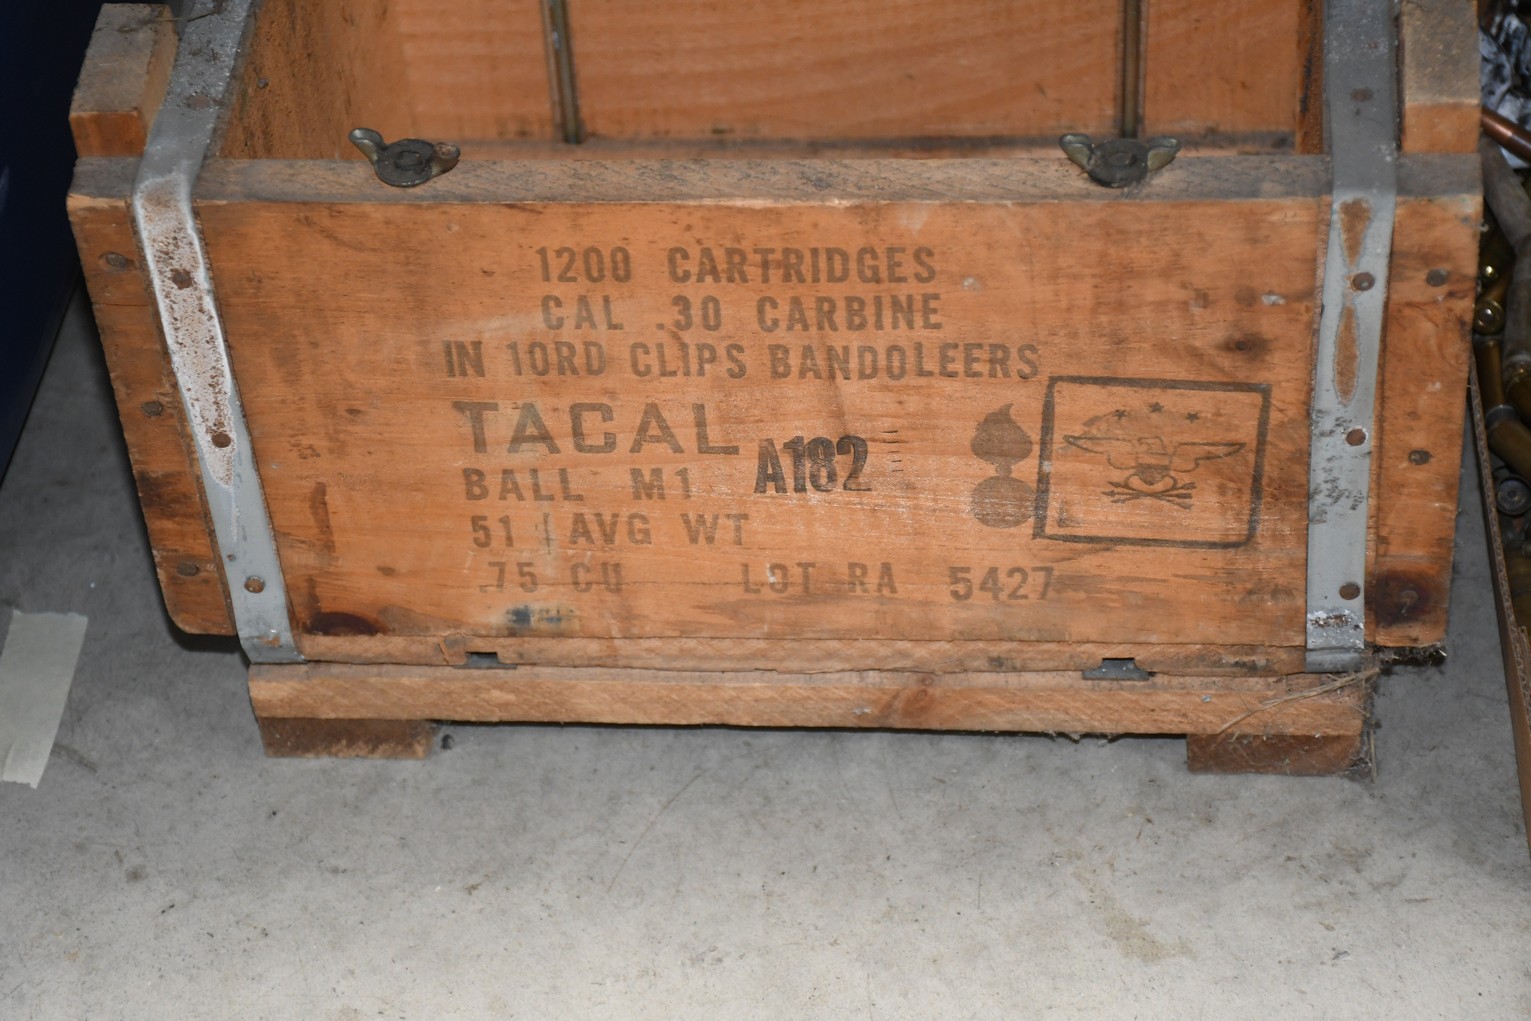 1200 CARTRIDGES
CAL .30 CARBINE
IN 10RD CLIPS BANDOLEERS
TACAL
A182
BALL M1
51 AVG WT
.75 CU LOT RA 5427